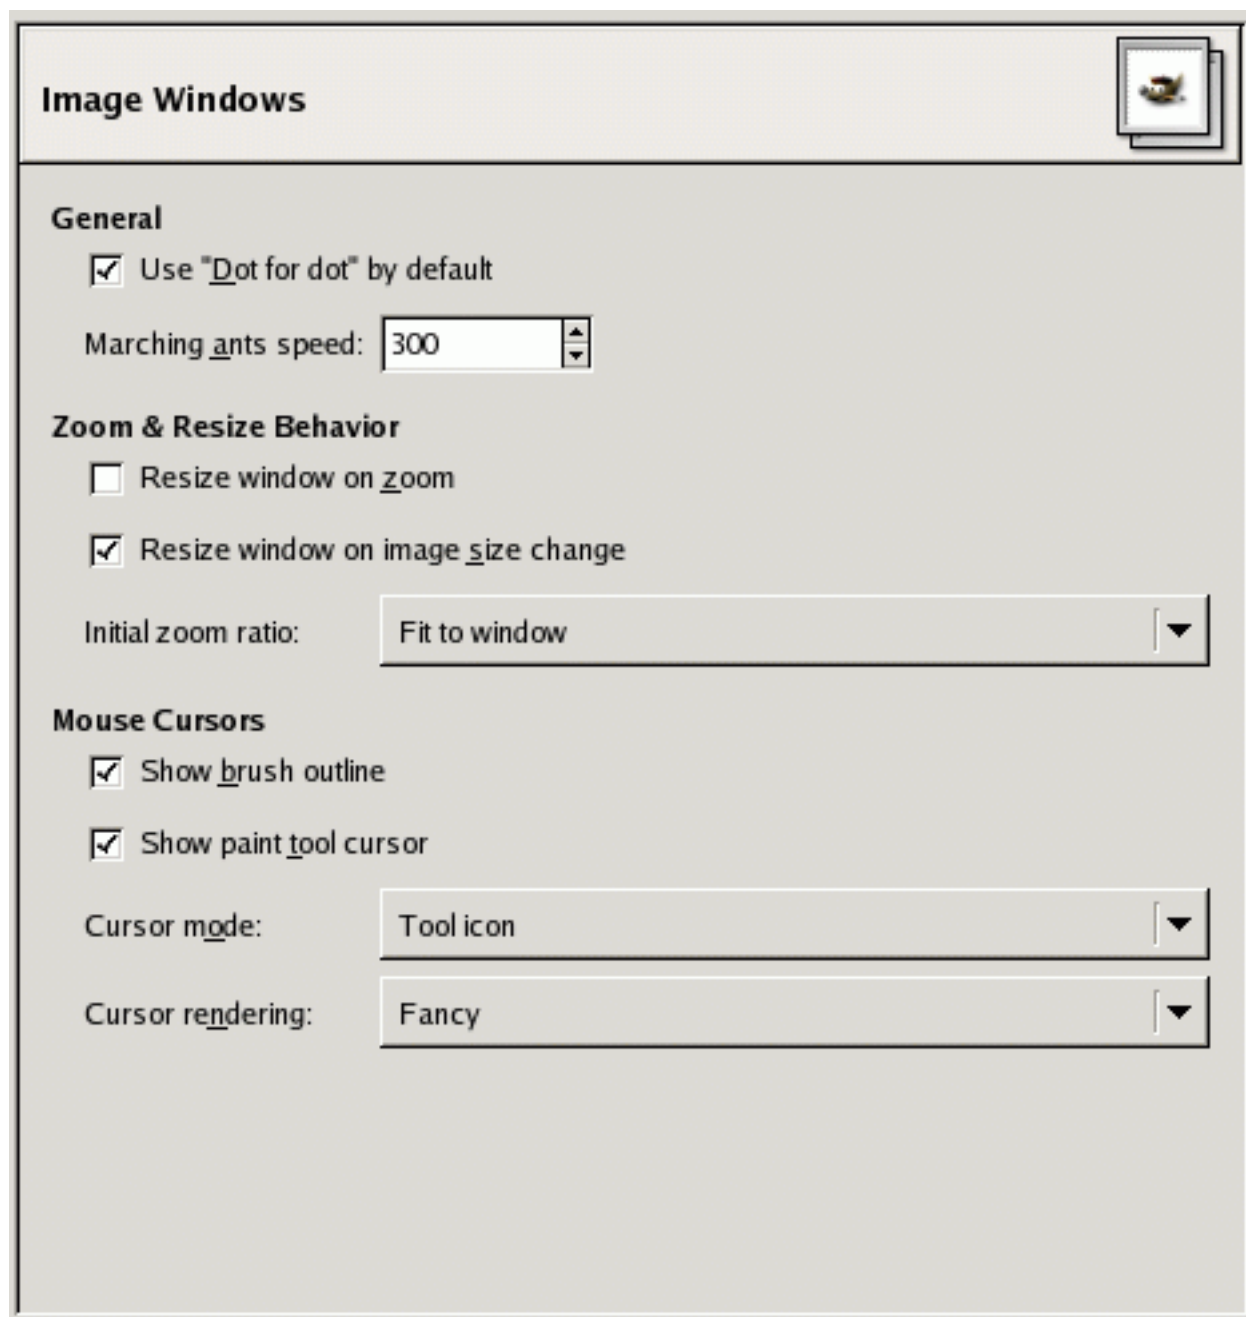 Image Windows
General
Use "Dot for dot" by default
Marching ants speed: 300
Zoom & Resize Behavior
Resize window on zoom
Resize window on image size change
Initial zoom ratio: Fit to window
Mouse Cursors
Show brush outline
Show paint tool cursor
Cursor mode: Tool icon
Cursor rendering: Fancy